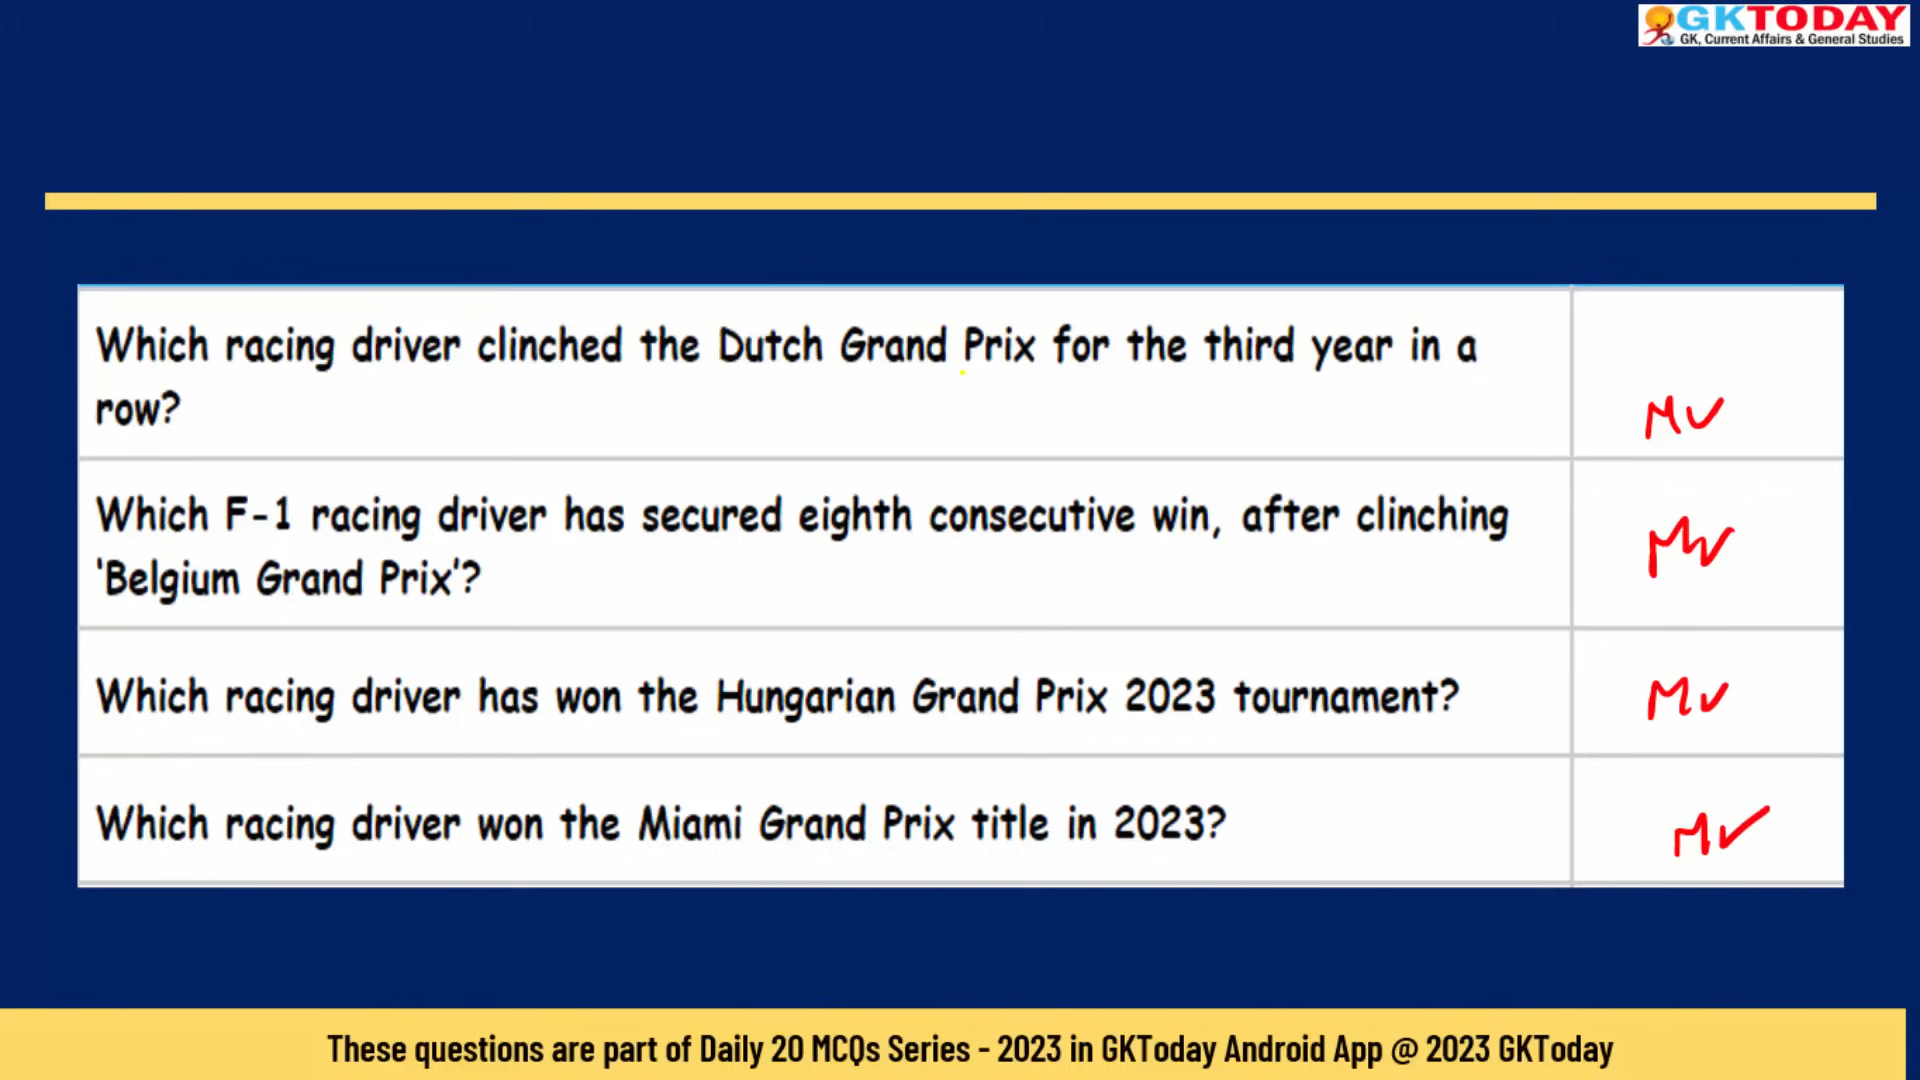 GKTODAY
GK, Current Affairs & General Studies
Which racing driver clinched the Dutch Grand Prix for the third year in a
row?
MV
Which F-1 racing driver has secured eighth consecutive win, after clinching
'Belgium Grand Prix'?
MV
Which racing driver has won the Hungarian Grand Prix 2023 tournament?
MV
Which racing driver won the Miami Grand Prix title in 2023?
MV
These questions are part of Daily 20 MCQs Series - 2023 in GKToday Android App @ 2023 GKToday